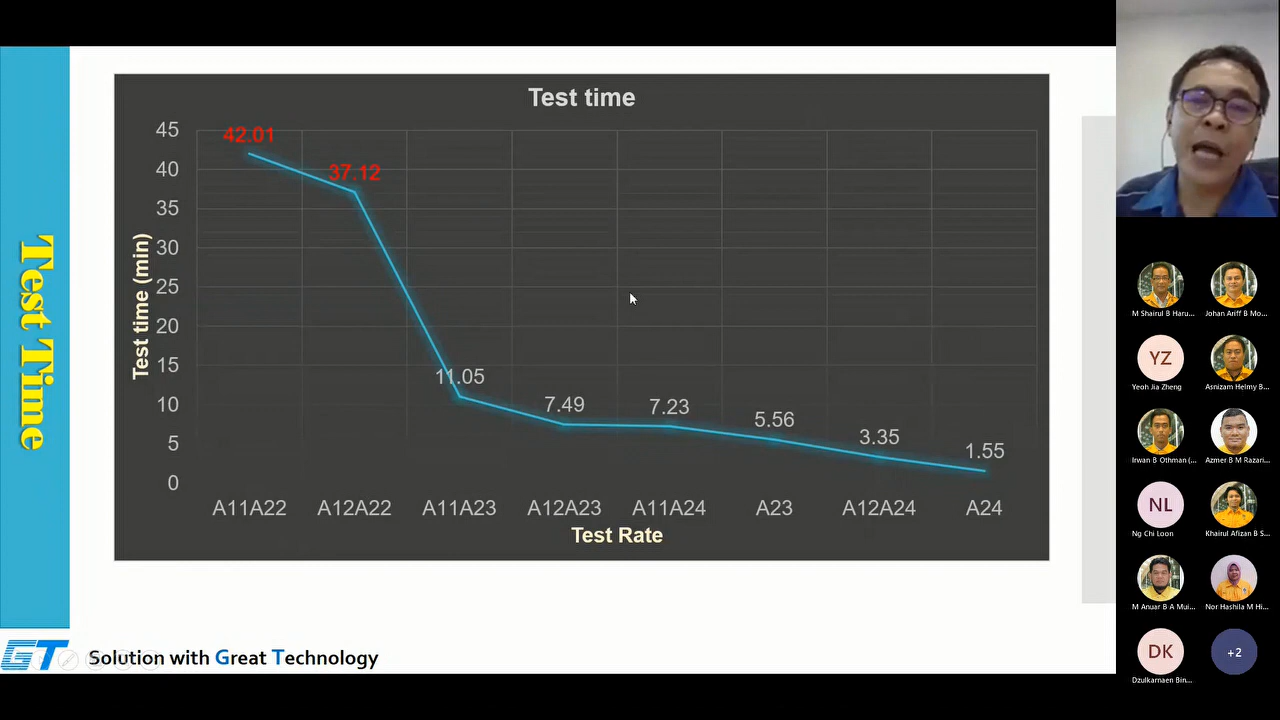 Test Time
Test time
45
40
35
30
25
20
15
10
5
0
Test time (min)
42.01
37.12
11.05
7.49
7.23
5.56
3.35
1.55
A11A22
A12A22
A11A23
A12A23
A11A24
A23
A12A24
A24
Test Rate
GT
Solution with Great Technology
M Shairul B Haru...
Johan Ariff B Mo...
YZ
Yeoh Jia Zheng
Asnizam Helmy B...
Irwan B Othman (...
Azmer B M Razari...
NL
Ng Chi Loon
Khairul Afizan B S...
M Anuar B A Mui...
Nor Hashila M Hi...
DK
Dzulkarnaen Bin...
+2